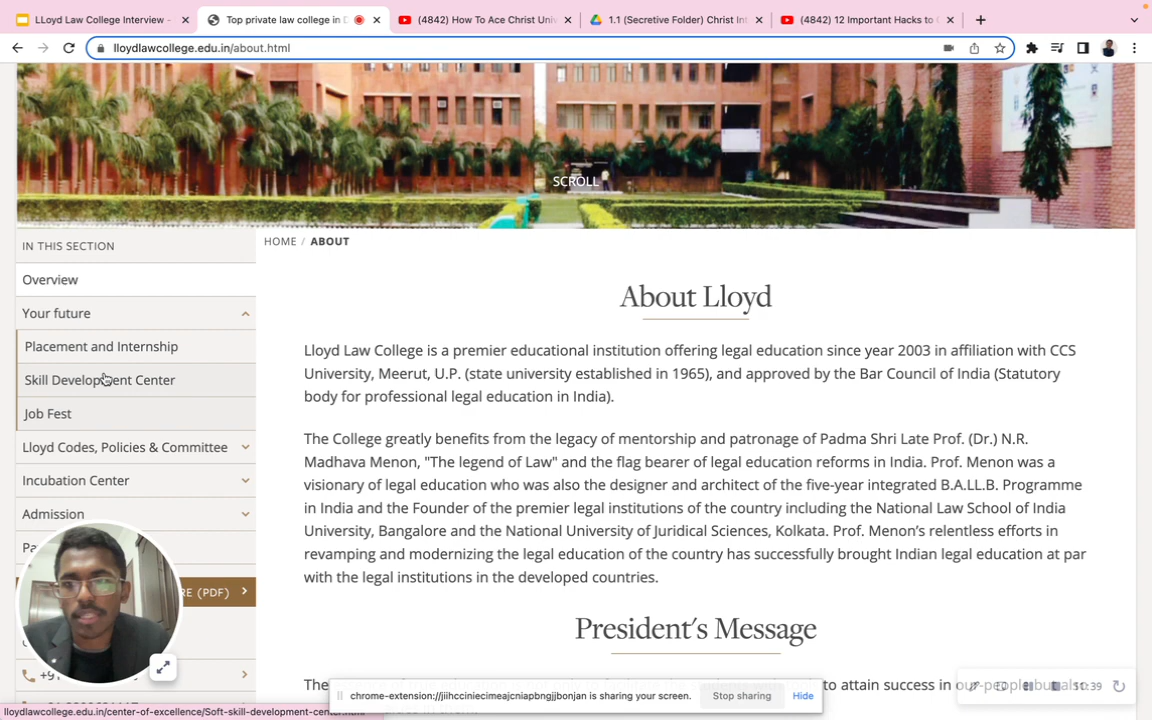 LLoyd Law College Interview -
Top private law college in D
(4842) How To Ace Christ Univ
1.1 (Secretive Folder) Christ Int
(4842) 12 Important Hacks to
lloydlawcollege.edu.in/about.html
SCROLL
IN THIS SECTION
Overview
Your future
Placement and Internship
Skill Development Center
Job Fest
Lloyd Codes, Policies & Committee
Incubation Center
Admission
Pa
RE (PDF)
HOME / ABOUT
About Lloyd
Lloyd Law College is a premier educational institution offering legal education since year 2003 in affiliation with CCS
University, Meerut, U.P. (state university established in 1965), and approved by the Bar Council of India (Statutory
body for professional legal education in India).
The College greatly benefits from the legacy of mentorship and patronage of Padma Shri Late Prof. (Dr.) N.R.
Madhava Menon, "The legend of Law" and the flag bearer of legal education reforms in India. Prof. Menon was a
visionary of legal education who was also the designer and architect of the five-year integrated B.A.LL.B. Programme
in India and the Founder of the premier legal institutions of the country including the National Law School of India
University, Bangalore and the National University of Juridical Sciences, Kolkata. Prof. Menon’s relentless efforts in
revamping and modernizing the legal education of the country has successfully brought Indian legal education at par
with the legal institutions in the developed countries.
President's Message
to attain success in
10:39
chrome-extension://jiihcciniecimeajcniapbngjjbonjan is sharing your screen.
Stop sharing
Hide
lloydlawcollege.edu.in/center-of-excellence/Soft-skill-development-center.html